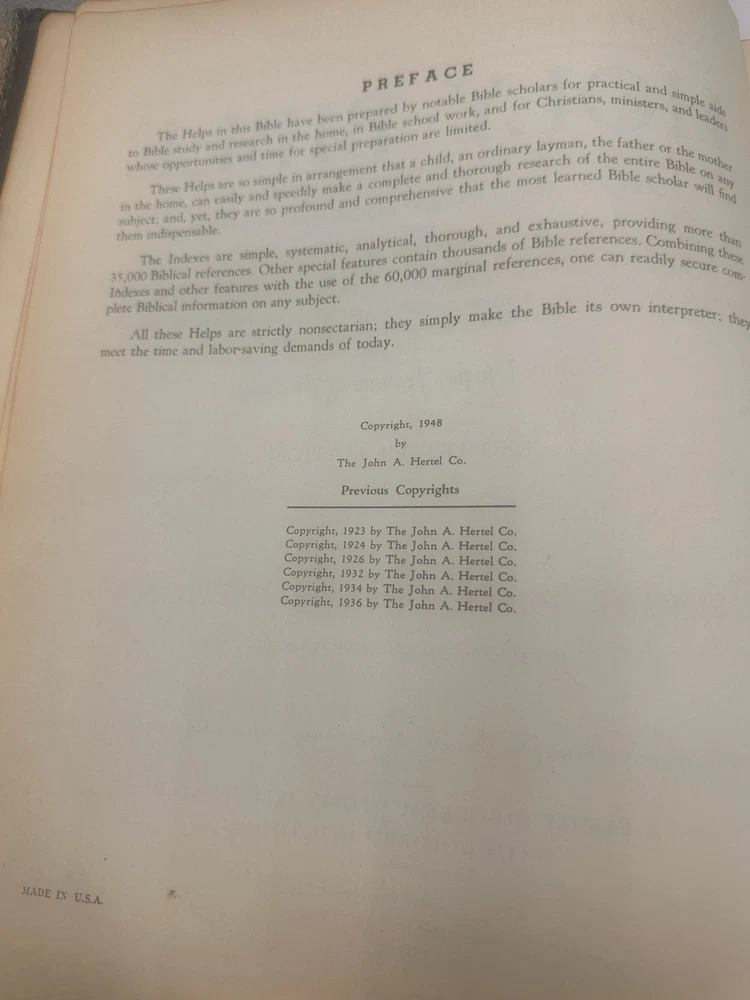 PREFACE
The Helps in this Bible have been prepared by notable Bible scholars for practical and simple aids
to Bible study and research in the home, in Bible school work, and for Christians, ministers, and leaders
whose opportunities and time for special preparation are limited.
These Helps are so simple in arrangement that a child, an ordinary layman, the father or the mother
in the home, can easily and speedily make a complete and thorough research of the entire Bible on any
subject; and, yet, they are so profound and comprehensive that the most learned Bible scholar will find
them indispensable.
The Indexes are simple, systematic, analytical, thorough, and exhaustive, providing more than
35,000 Biblical references. Other special features contain thousands of Bible references. Combining these
Indexes and other features with the use of the 60,000 marginal references, one can readily secure com-
plete Biblical information on any subject.
All these Helps are strictly nonsectarian; they simply make the Bible its own interpreter; they
meet the time and labor-saving demands of today.
Copyright, 1948
by
The John A. Hertel Co.
Previous Copyrights
Copyright, 1923 by The John A. Hertel Co.
Copyright, 1924 by The John A. Hertel Co.
Copyright, 1926 by The John A. Hertel Co.
Copyright, 1932 by The John A. Hertel Co.
Copyright, 1934 by The John A. Hertel Co.
Copyright, 1936 by The John A. Hertel Co.
MADE IN U.S.A.